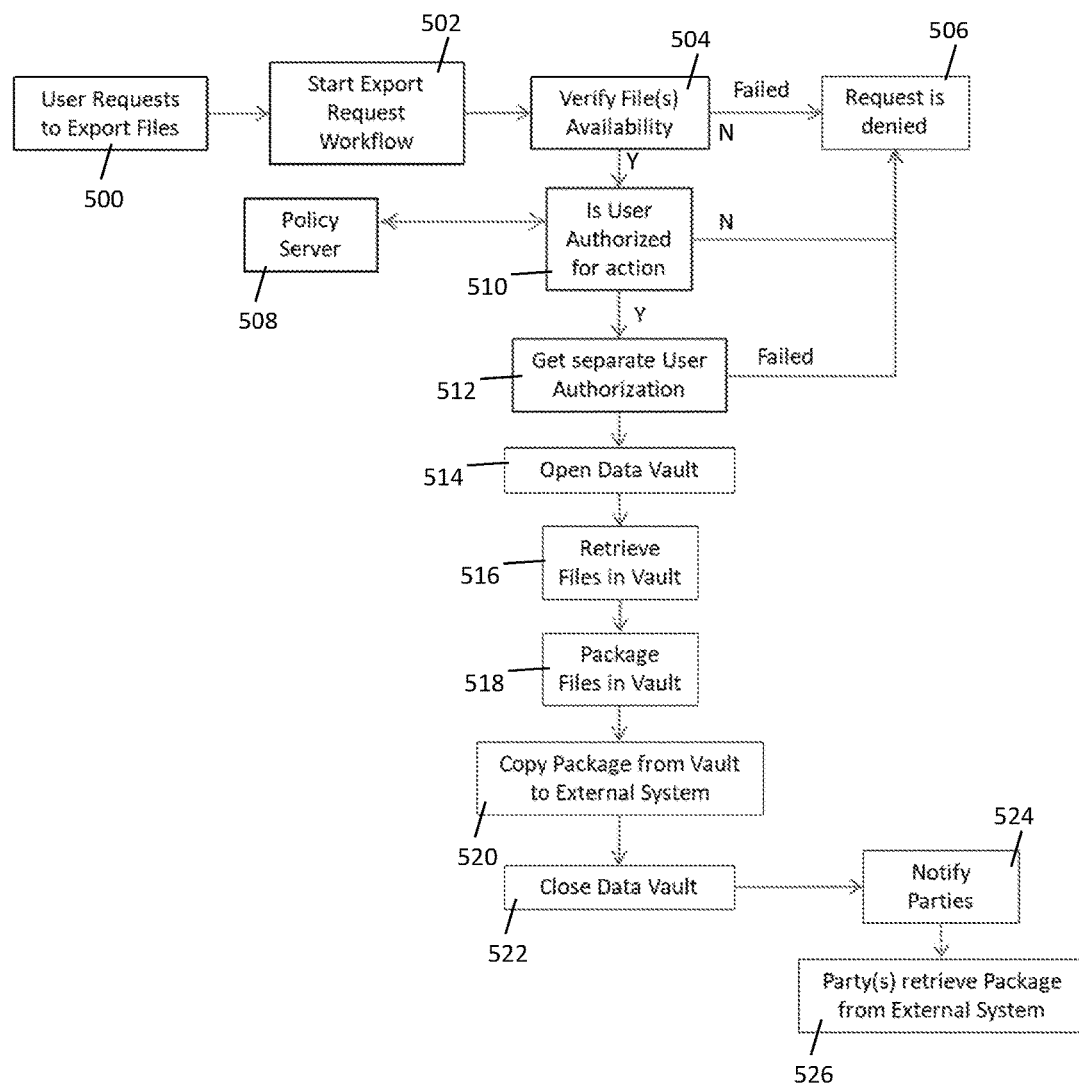 502
504
506
User Requests
to Export Files
500
Start Export
Request
Workflow
Verify File(s)
Availability
Failed
N
Request is
denied
Y
Policy
Server
508
Is User
Authorized
for action
510
N
Y
Get separate User
Authorization
512
Failed
Open Data Vault
514
Retrieve
Files in Vault
516
Package
Files in Vault
518
Copy Package from Vault
to External System
520
Close Data Vault
522
524
Notify
Parties
Party(s) retrieve Package
from External System
526